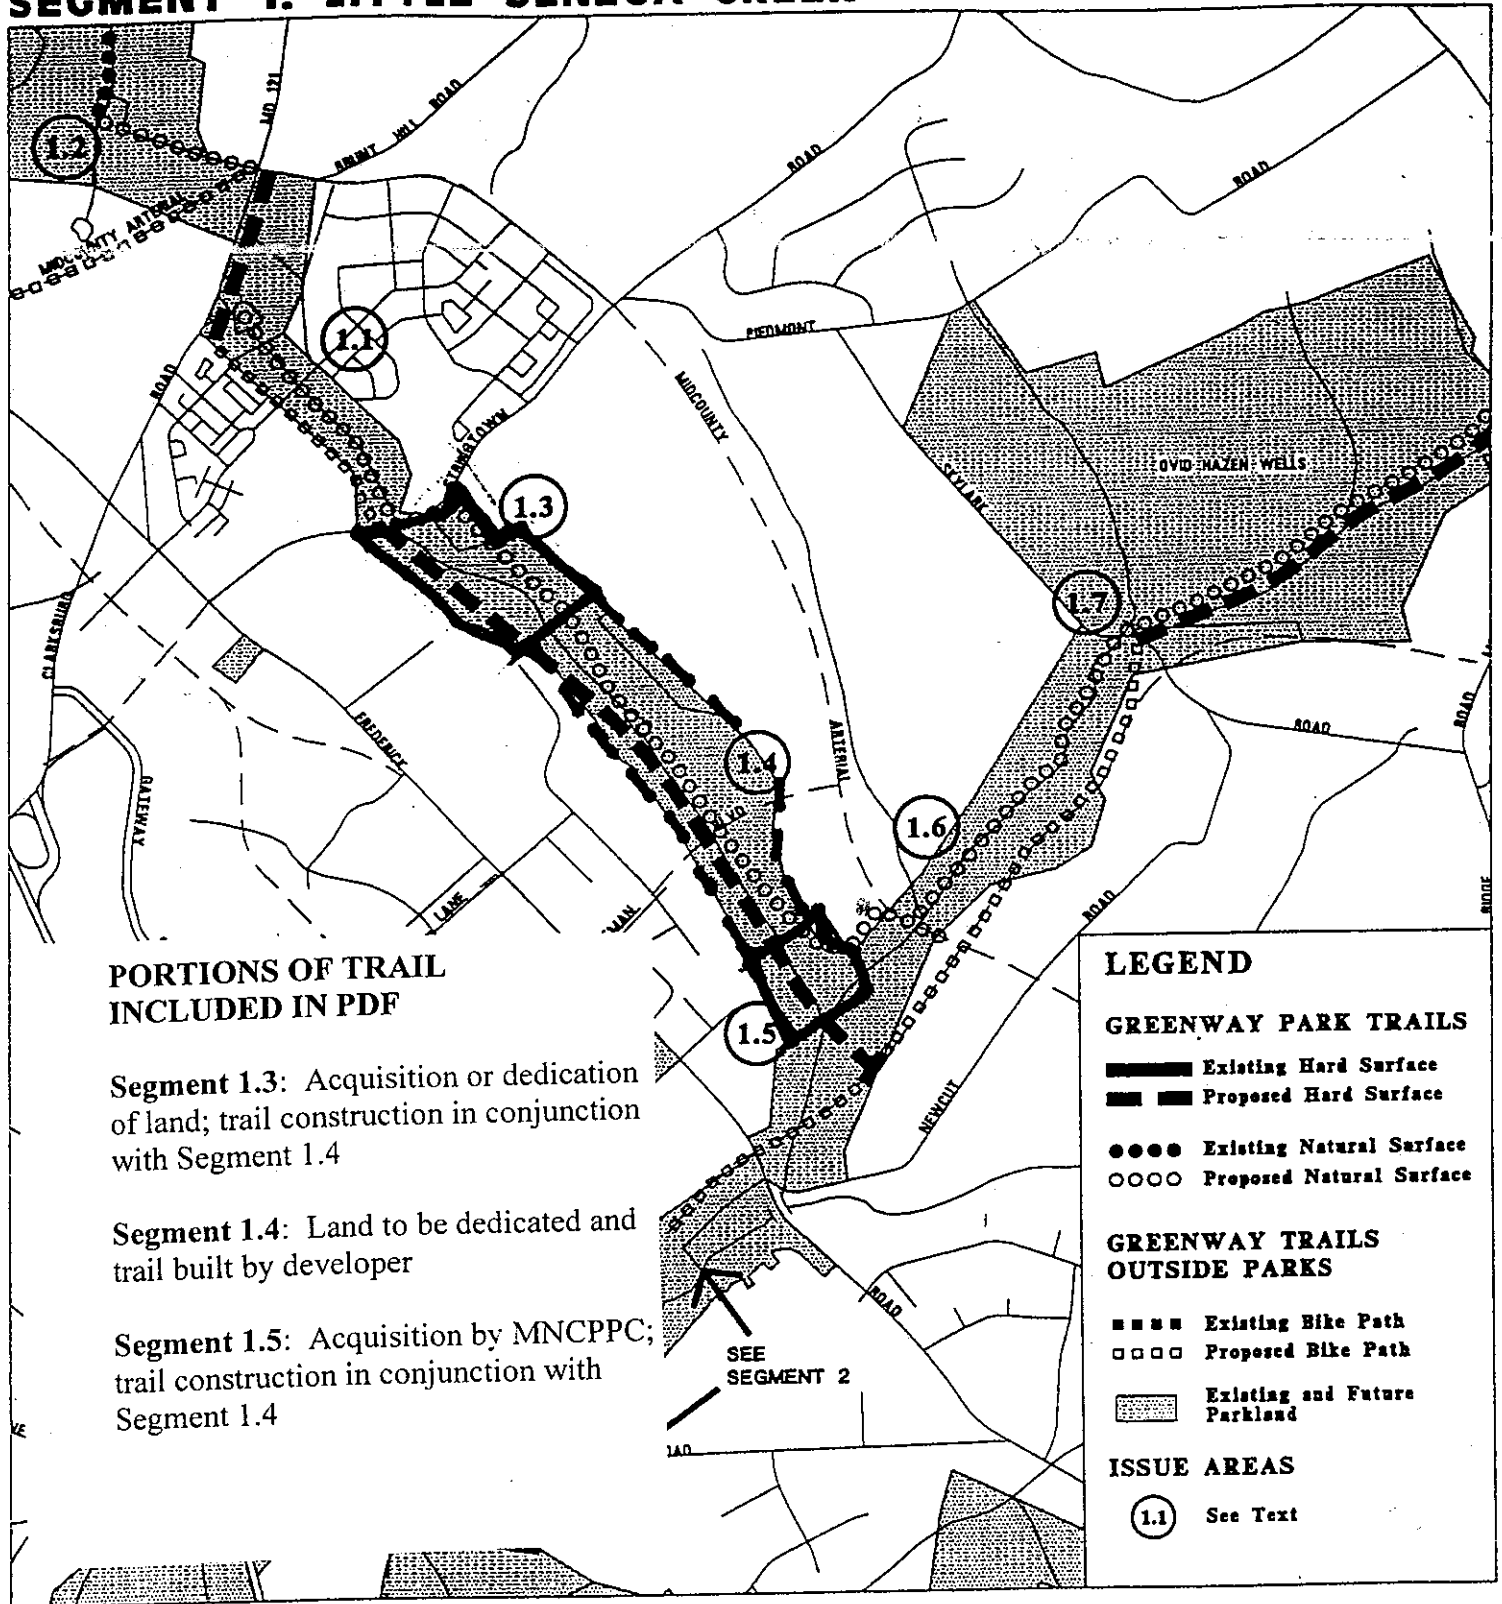 SEGMENT 1: LITTLE SENECA CREEK
MD 121
BRUNT HILL ROAD
ROAD
ROAD
1.2
MIDCOUNTY ARTERIAL
1.1
PIEDMONT
MIDCOUNTY
ROAD
STRINGTOWN
SKYLARK
OVID HAZEN WELLS
1.3
1.7
CLARKSBURG
FREDERICK
ROAD
ROAD
1.4
ARTERIAL
GATEWAY
BLVD
1.6
LANE
ROAD
RIDGE
1.5
NEWCUT
PORTIONS OF TRAIL
INCLUDED IN PDF
Segment 1.3: Acquisition or dedication
of land; trail construction in conjunction
with Segment 1.4
Segment 1.4: Land to be dedicated and
trail built by developer
Segment 1.5: Acquisition by MNCPPC;
trail construction in conjunction with
Segment 1.4
ROAD
SEE
SEGMENT 2
LEGEND
GREENWAY PARK TRAILS
Existing Hard Surface
Proposed Hard Surface
Existing Natural Surface
Proposed Natural Surface
GREENWAY TRAILS
OUTSIDE PARKS
Existing Bike Path
Proposed Bike Path
Existing and Future
Parkland
ISSUE AREAS
1.1 See Text